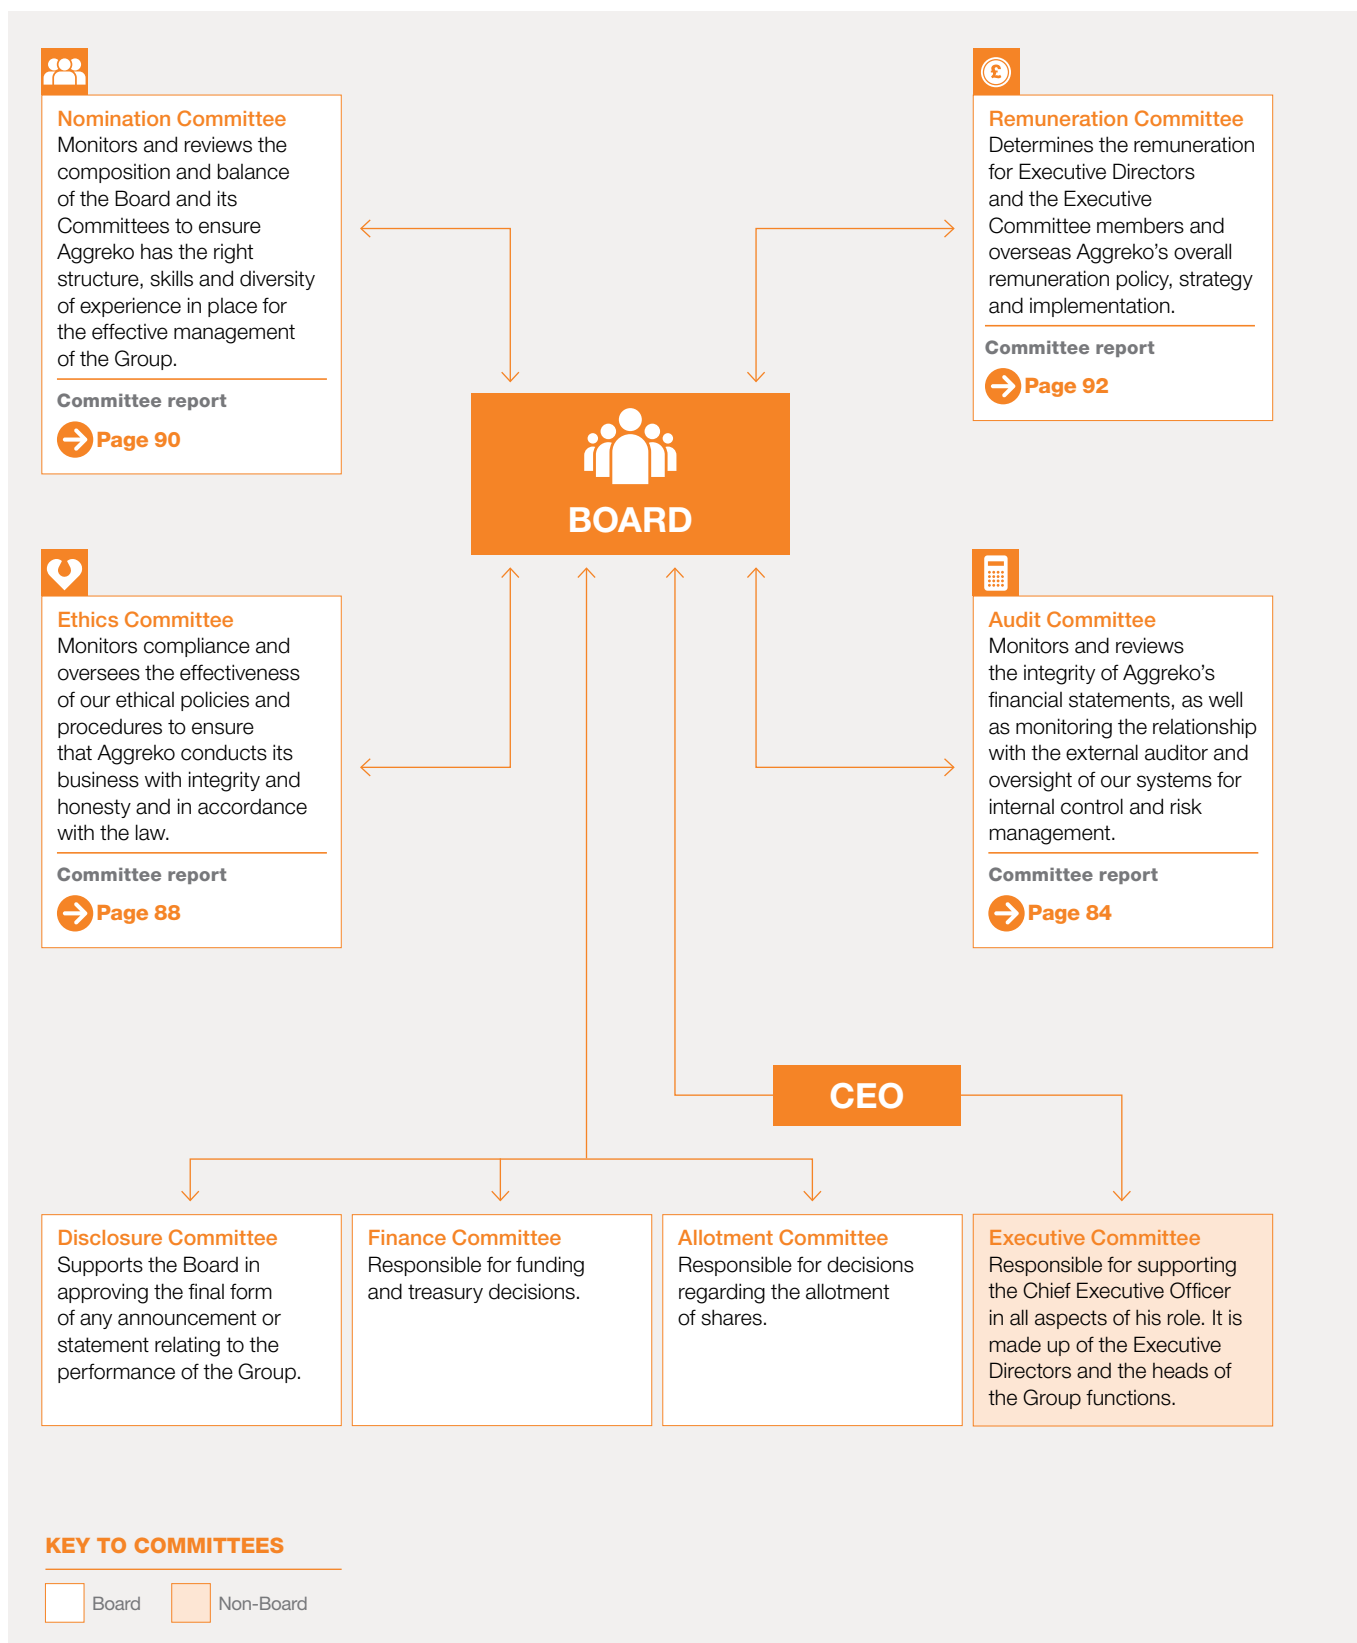 Nomination Committee
Monitors and reviews the
composition and balance
of the Board and its
Committees to ensure
Aggreko has the right
structure, skills and diversity
of experience in place for
the effective management
of the Group.
Committee report
Page 90
£
Remuneration Committee
Determines the remuneration
for Executive Directors
and the Executive
Committee members and
overseas Aggreko’s overall
remuneration policy, strategy
and implementation.
Committee report
Page 92
BOARD
Ethics Committee
Monitors compliance and
oversees the effectiveness
of our ethical policies and
procedures to ensure
that Aggreko conducts its
business with integrity and
honesty and in accordance
with the law.
Committee report
Page 88
Audit Committee
Monitors and reviews
the integrity of Aggreko’s
financial statements, as well
as monitoring the relationship
with the external auditor and
oversight of our systems for
internal control and risk
management.
Committee report
Page 84
CEO
Disclosure Committee
Supports the Board in
approving the final form
of any announcement or
statement relating to the
performance of the Group.
Finance Committee
Responsible for funding
and treasury decisions.
Allotment Committee
Responsible for decisions
regarding the allotment
of shares.
Executive Committee
Responsible for supporting
the Chief Executive Officer
in all aspects of his role. It is
made up of the Executive
Directors and the heads of
the Group functions.
KEY TO COMMITTEES
Board
Non-Board